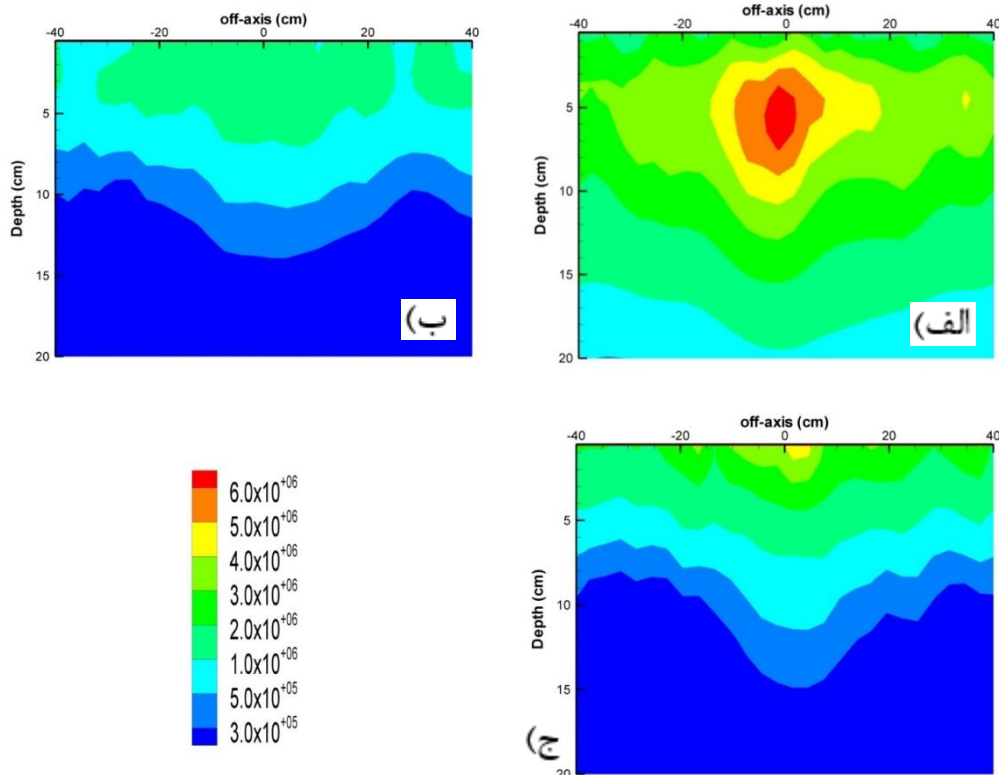 off-axis (cm)
-40 -20 0 20 40
Depth (cm)
5
10
15
20
ب)
off-axis (cm)
-40 -20 0 20 40
Depth (cm)
5
10
15
20
الف)
6.0x10+06
5.0x10+06
4.0x10+06
3.0x10+06
2.0x10+06
1.0x10+06
5.0x10+05
3.0x10+05
off-axis (cm)
-40 -20 0 20 40
Depth (cm)
5
10
15
20
ج)